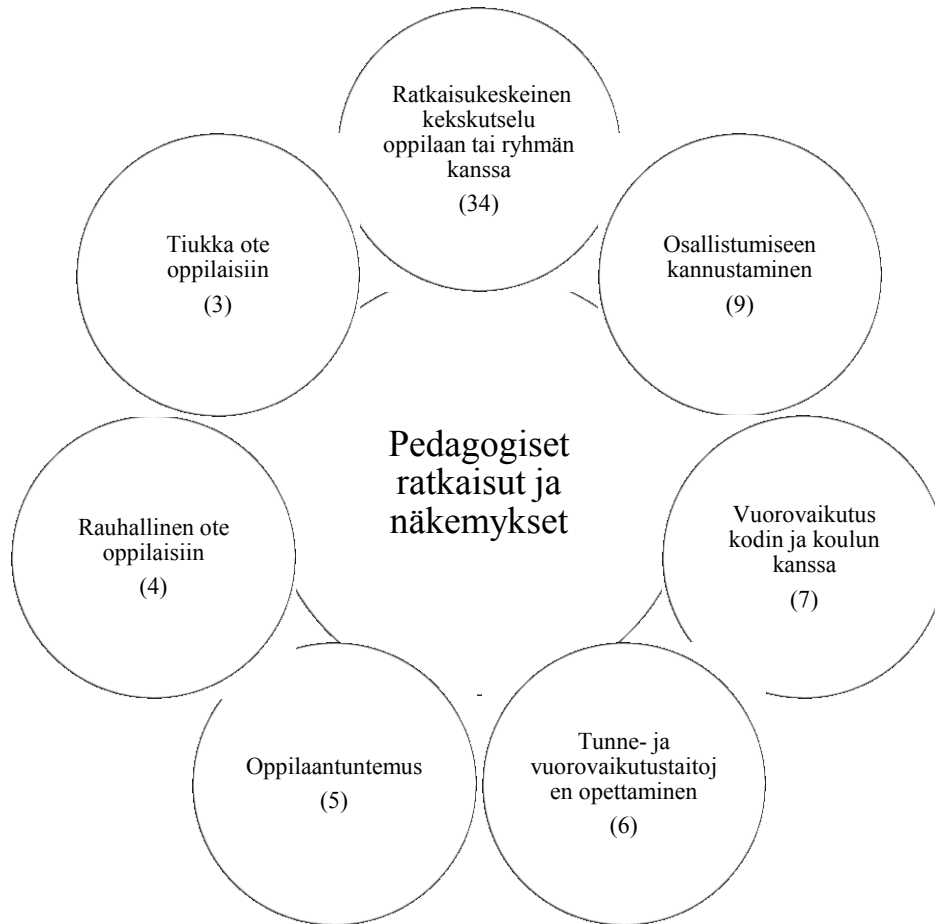 Ratkaisukeskeinen
kekskutselu
oppilaan tai ryhmän
kanssa
(34)
Osallistumiseen
kannustaminen
(9)
Vuorovaikutus
kodin ja koulun
kanssa
(7)
Tunne- ja
vuorovaikutustaitoj
en opettaminen
(6)
Oppilaantuntemus
(5)
Rauhallinen ote
oppilaisiin
(4)
Tiukka ote
oppilaisiin
(3)
Pedagogiset
ratkaisut ja
näkemykset